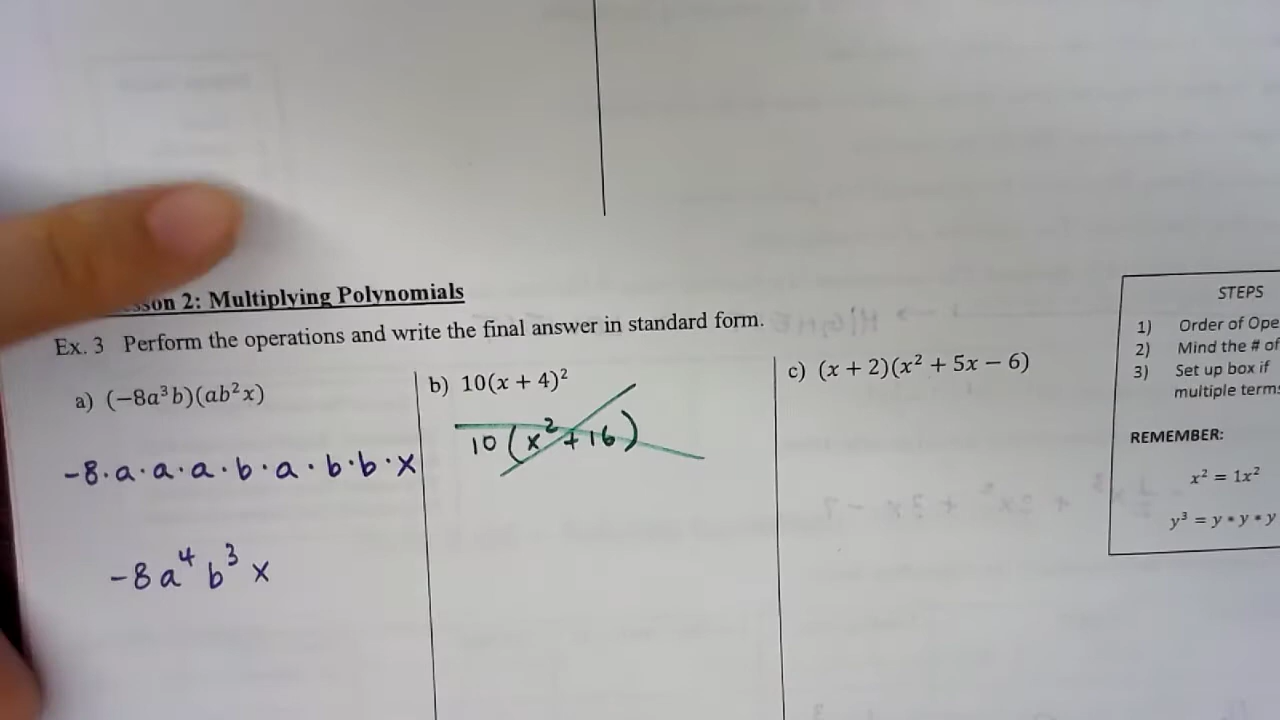 sson 2: Multiplying Polynomials
Ex. 3 Perform the operations and write the final answer in standard form.
a) (-8a³b)(ab²x)
-8·a·a·a·b·a·b·b·x
-8a⁴b³x
b) 10(x + 4)²
10(x²+16)
c) (x + 2)(x² + 5x − 6)
STEPS
1) Order of Ope
2) Mind the # of
3) Set up box if
multiple terms
REMEMBER:
x² = 1x²
y³ = y • y • y